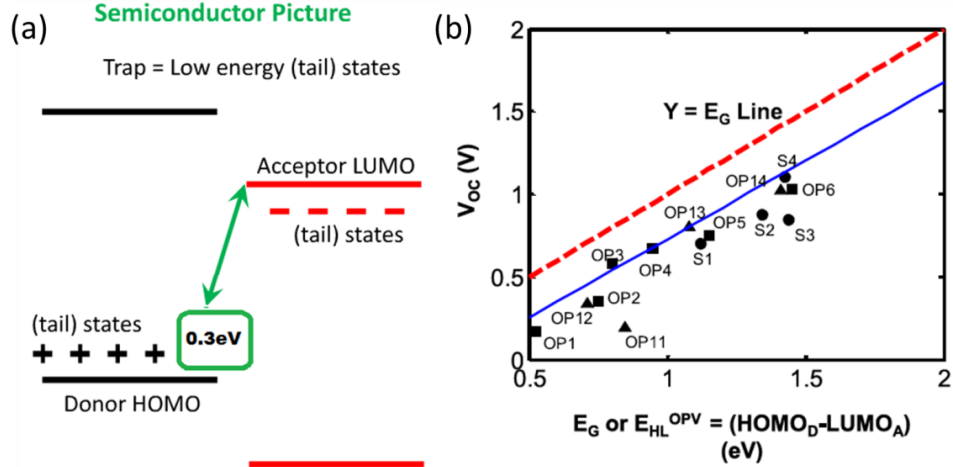 (a)
Semiconductor Picture
Trap = Low energy (tail) states
Acceptor LUMO
(tail) states
(tail) states
0.3eV
+ + + +
Donor HOMO
(b)
2
1.5
1
0.5
0
V_OC (V)
Y = E_G Line
S4
OP14
OP6
OP13
OP5
S2
S3
OP3
OP4
S1
OP2
OP12
OP1
OP11
0.5
1
1.5
2
E_G or E_HL^OPV = (HOMO_D-LUMO_A)
(eV)